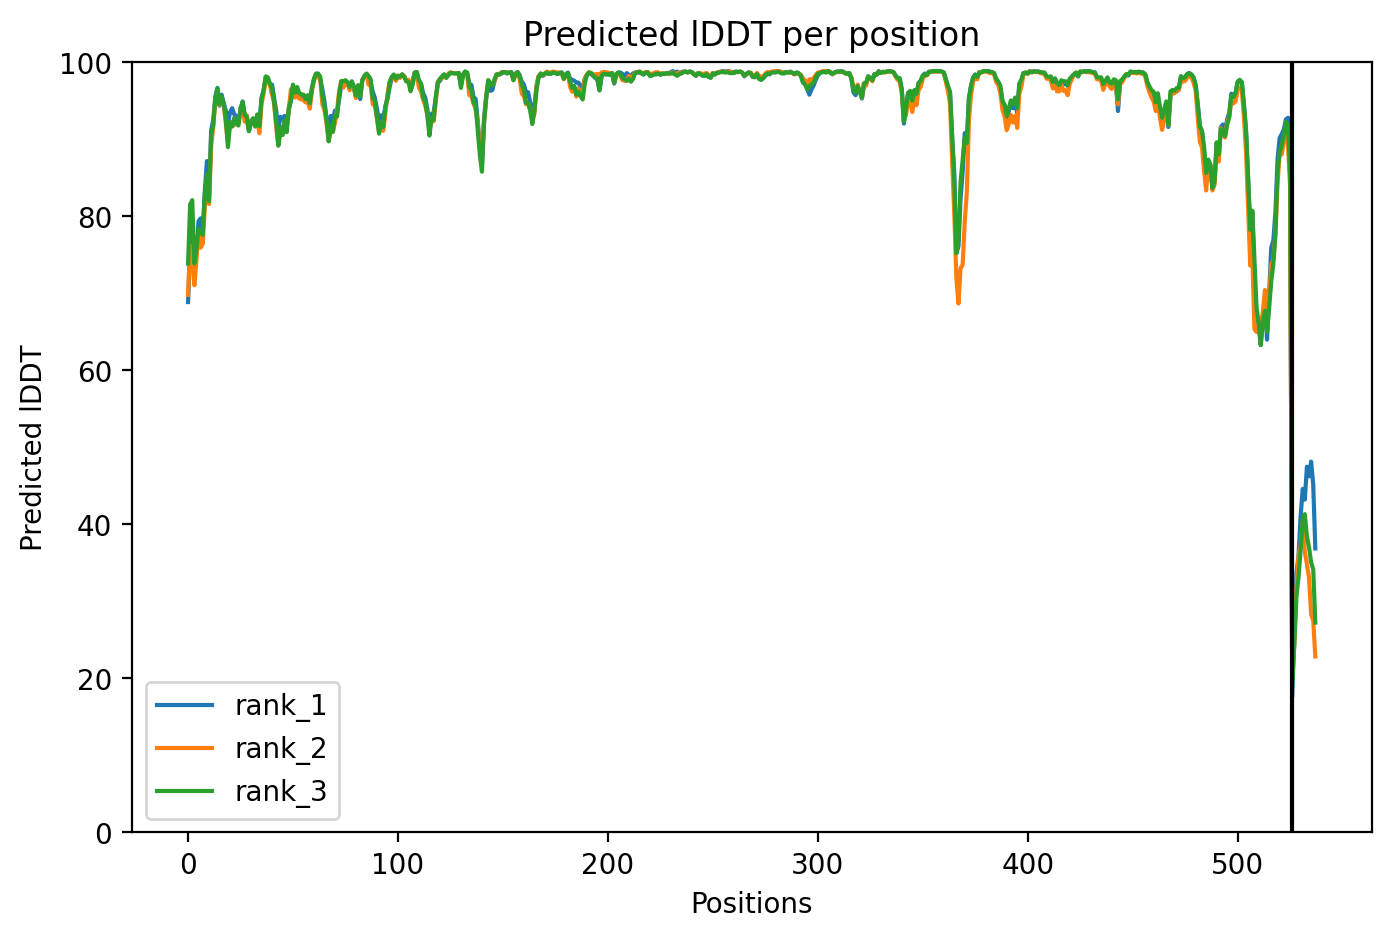 Predicted lDDT per position
100
80
60
40
20
0
Predicted lDDT
rank_1
rank_2
rank_3
0 100 200 300 400 500
Positions